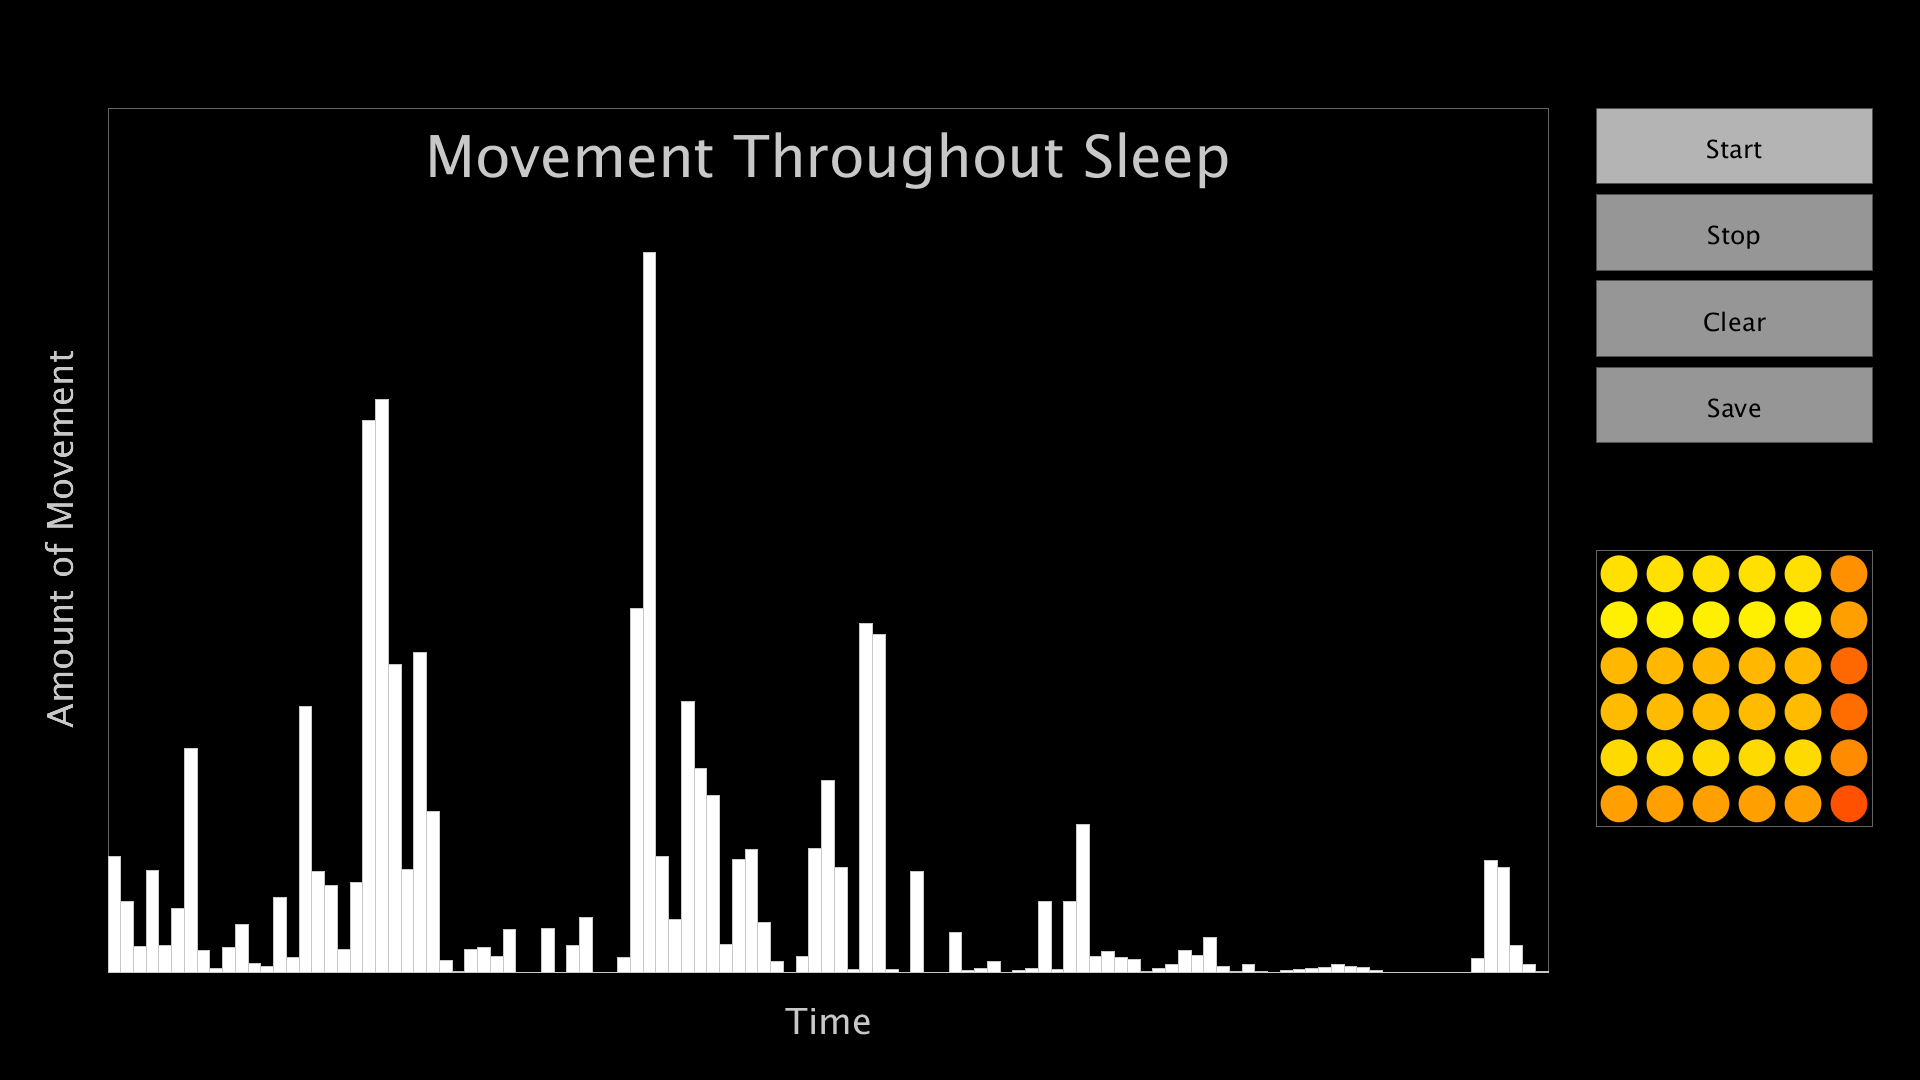 Movement Throughout Sleep
Amount of Movement
Time
Start
Stop
Clear
Save